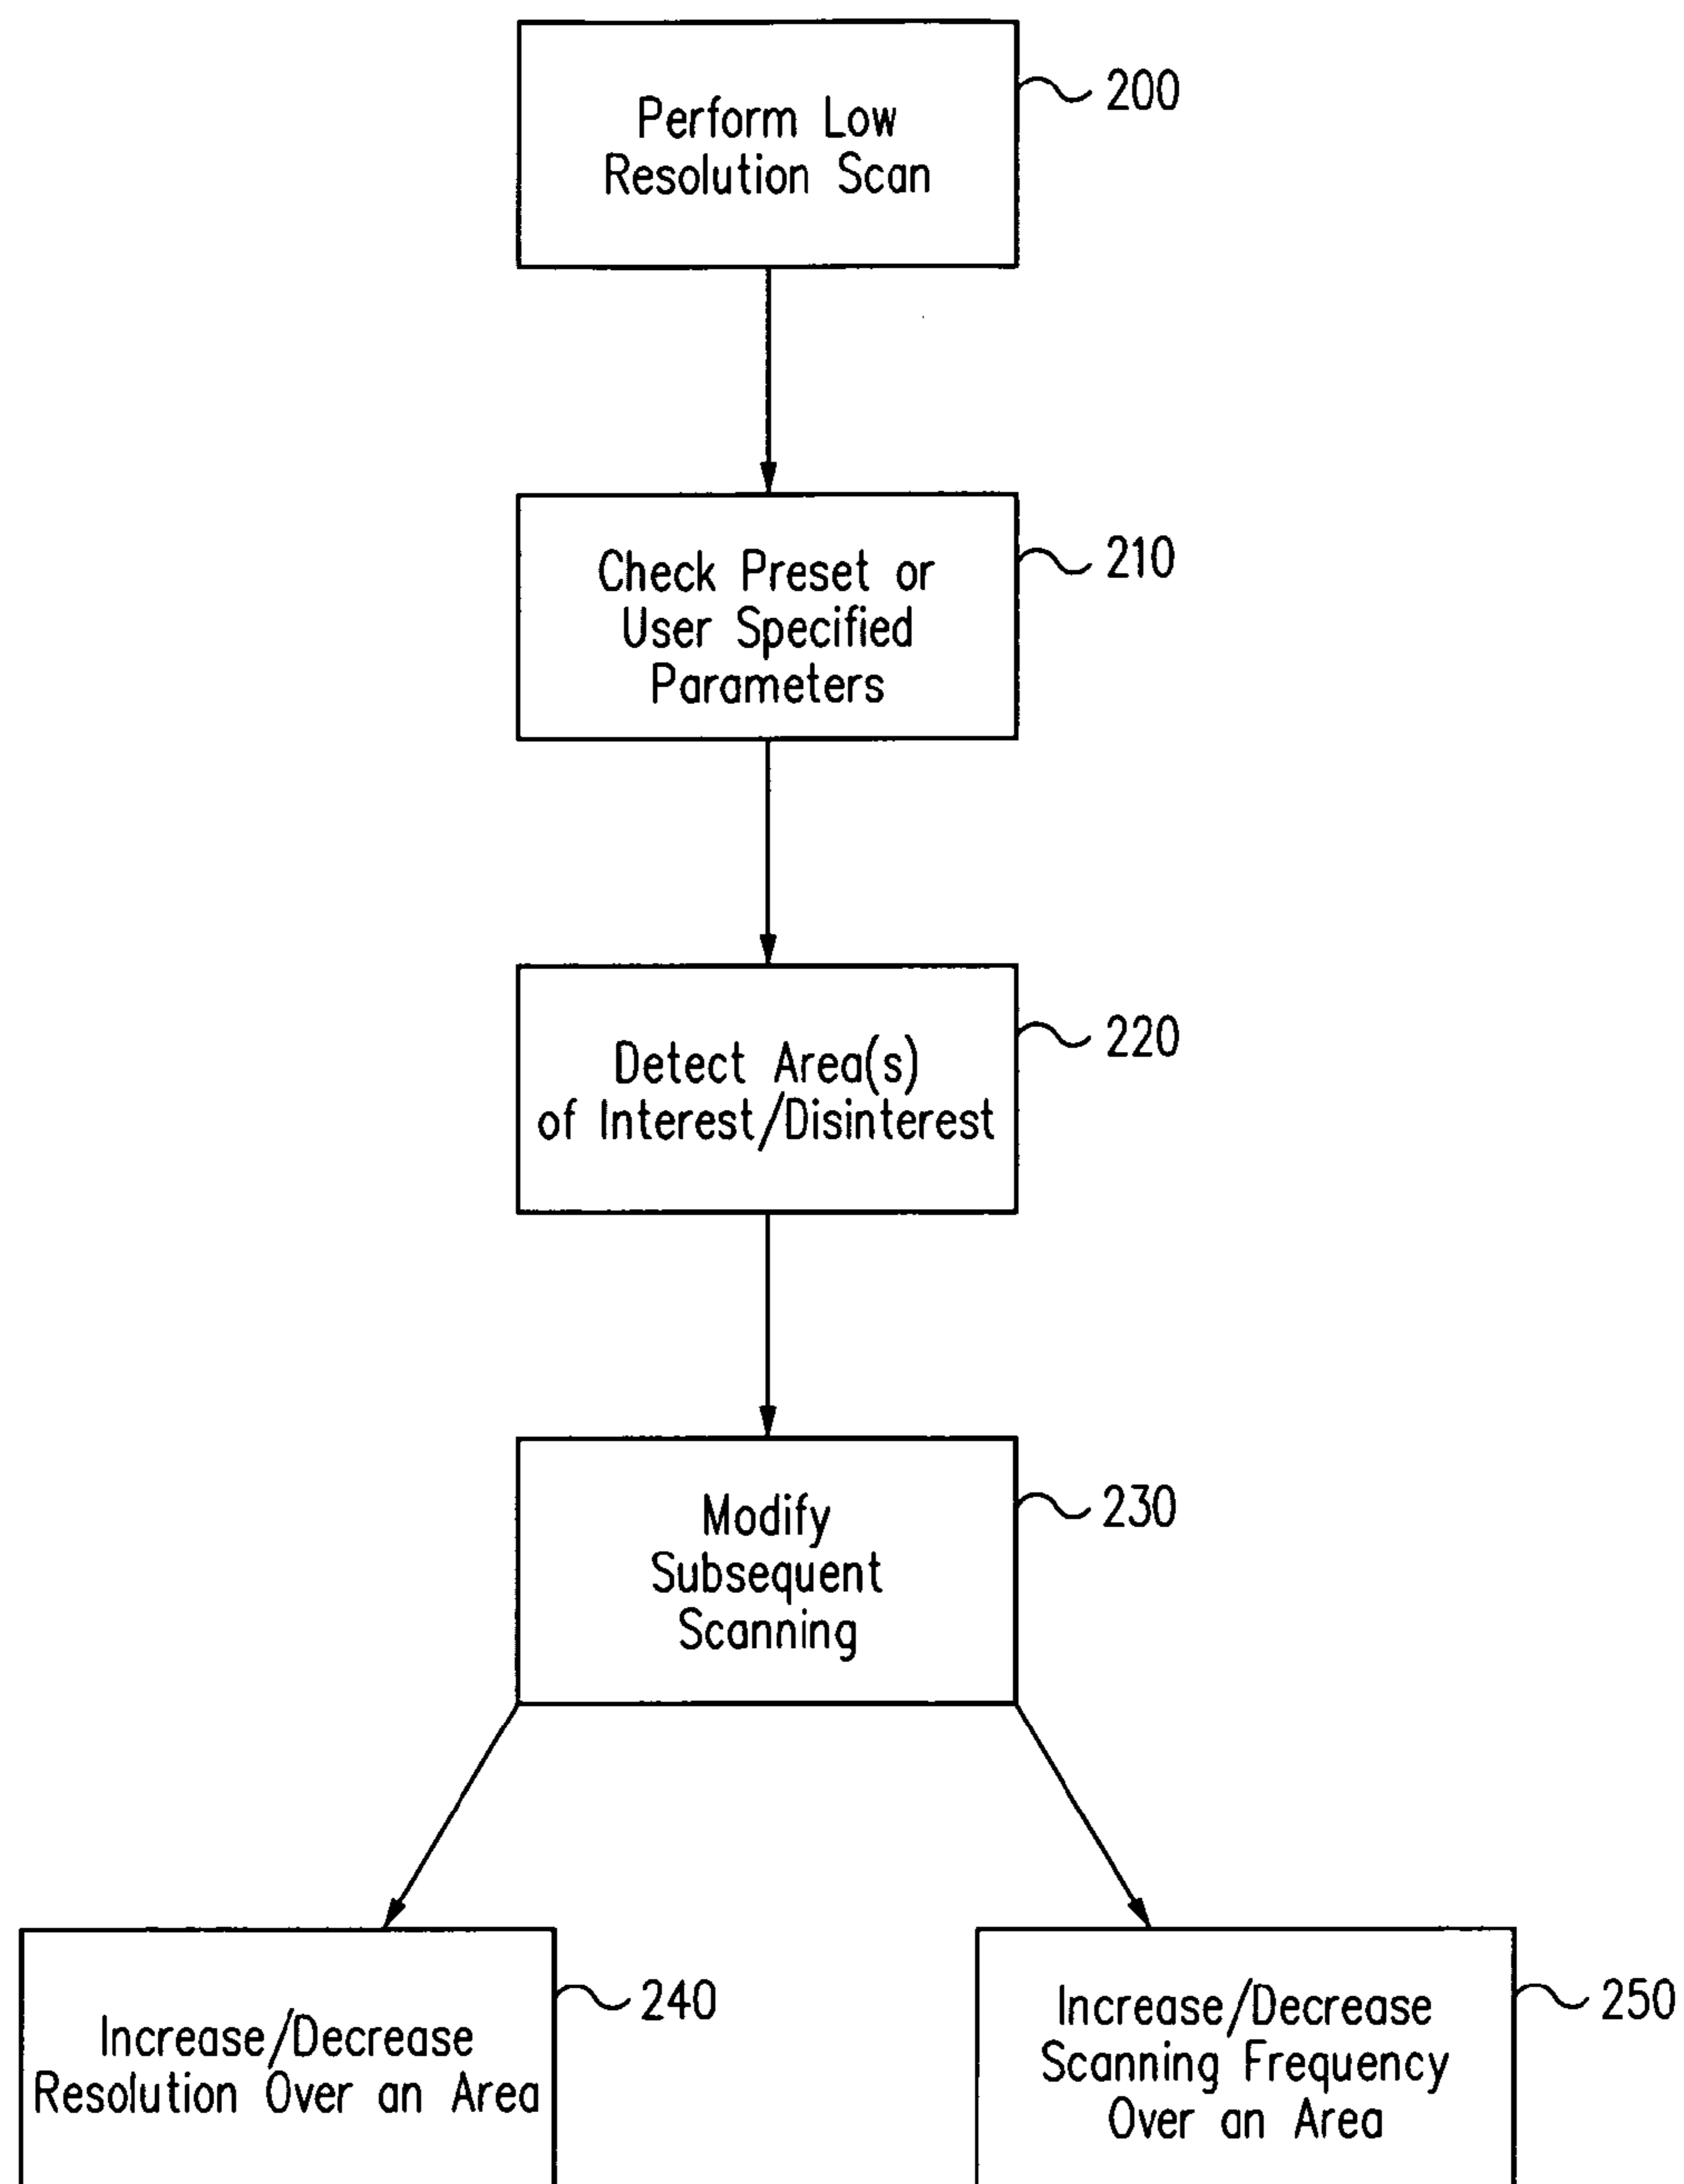 Perform Low
Resolution Scan
200
Check Preset or
User Specified
Parameters
210
Detect Area(s)
of Interest/Disinterest
220
Modify
Subsequent
Scanning
230
Increase/Decrease
Resolution Over an Area
240
Increase/Decrease
Scanning Frequency
Over an Area
250